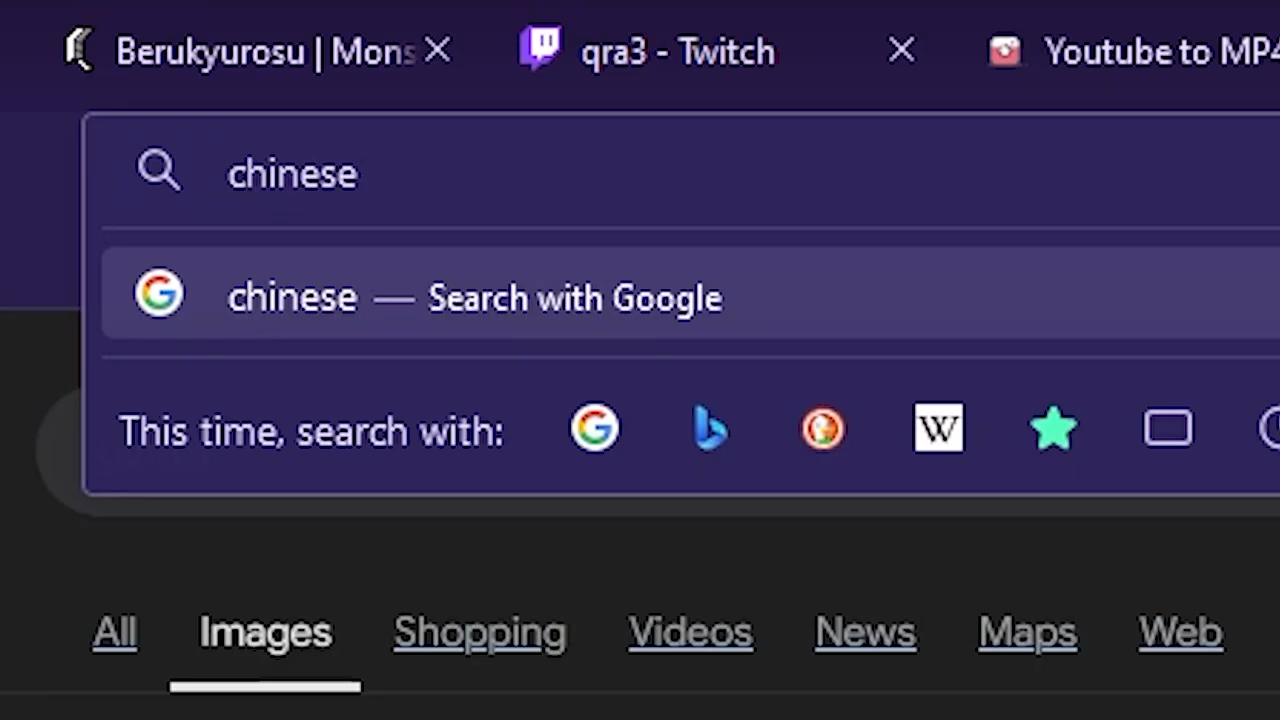 Berukyurosu | Mons
qra3 - Twitch
Youtube to MP4
chinese
chinese — Search with Google
This time, search with:
W
All Images Shopping Videos News Maps Web